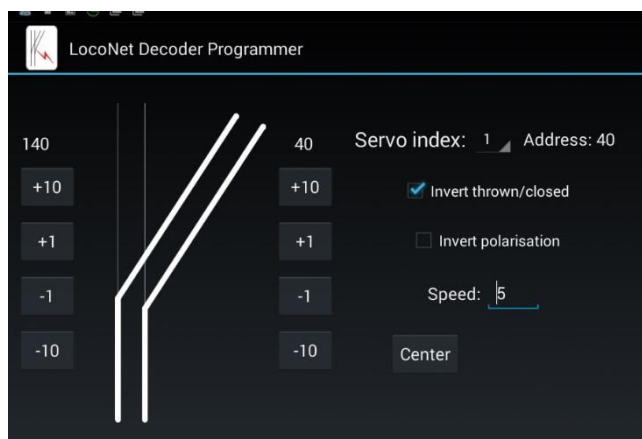 LocoNet Decoder Programmer
140
+10
+1
-1
-10
40
+10
+1
-1
-10
Servo index: 1 Address: 40
Invert thrown/closed
Invert polarisation
Speed: 5
Center